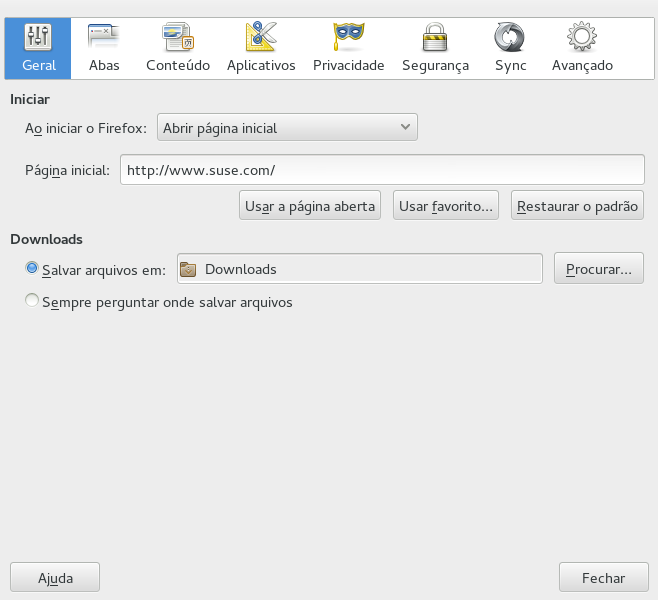 Geral Abas Conteúdo Aplicativos Privacidade Segurança Sync Avançado
Iniciar
Ao iniciar o Firefox: Abrir página inicial
Página inicial: http://www.suse.com/
Usar a página aberta Usar favorito... Restaurar o padrão
Downloads
Salvar arquivos em: Downloads Procurar...
Sempre perguntar onde salvar arquivos
Ajuda Fechar